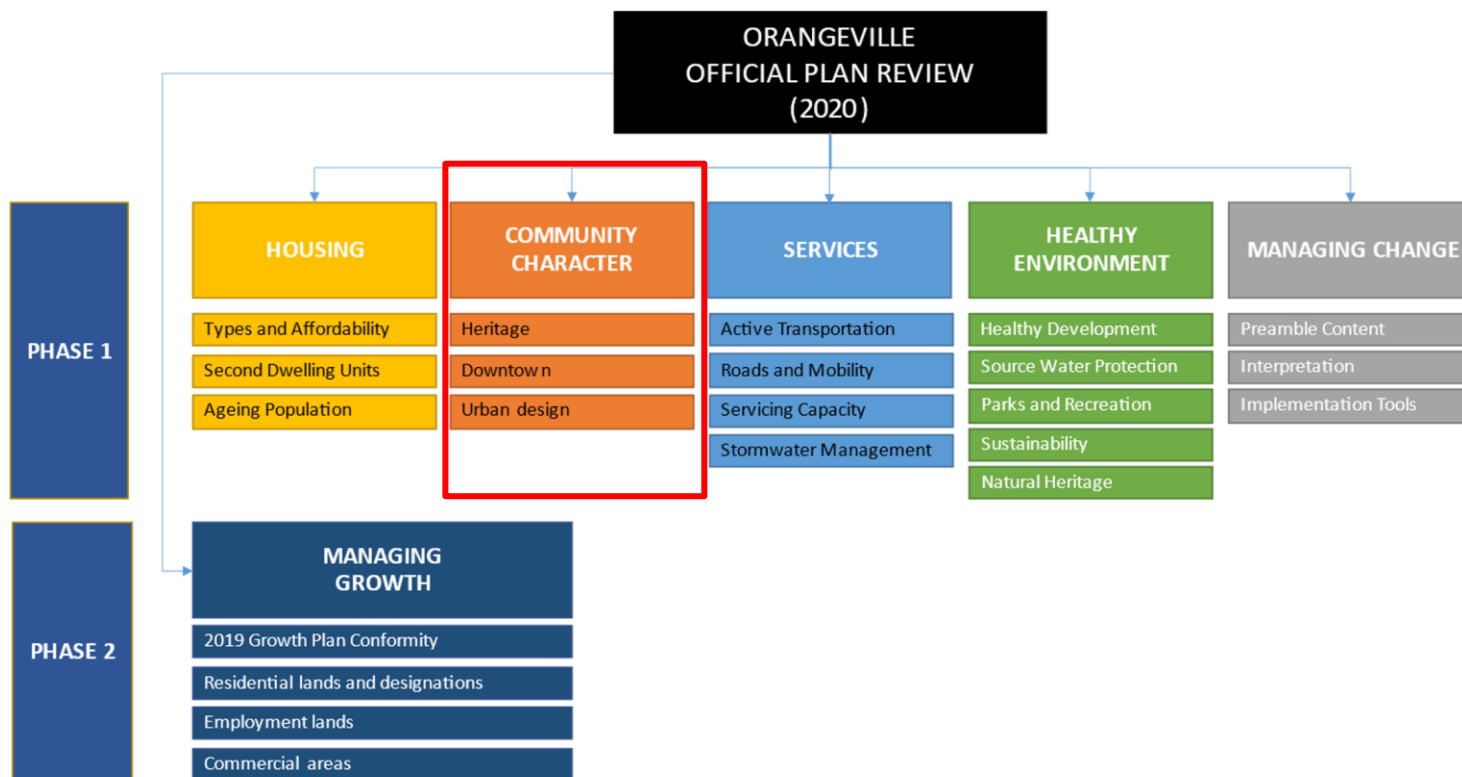 ORANGEVILLE
OFFICIAL PLAN REVIEW
(2020)
PHASE 1
HOUSING
Types and Affordability
Second Dwelling Units
Ageing Population
COMMUNITY
CHARACTER
Heritage
Downtown
Urban design
SERVICES
Active Transportation
Roads and Mobility
Servicing Capacity
Stormwater Management
HEALTHY
ENVIRONMENT
Healthy Development
Source Water Protection
Parks and Recreation
Sustainability
Natural Heritage
MANAGING CHANGE
Preamble Content
Interpretation
Implementation Tools
PHASE 2
MANAGING
GROWTH
2019 Growth Plan Conformity
Residential lands and designations
Employment lands
Commercial areas